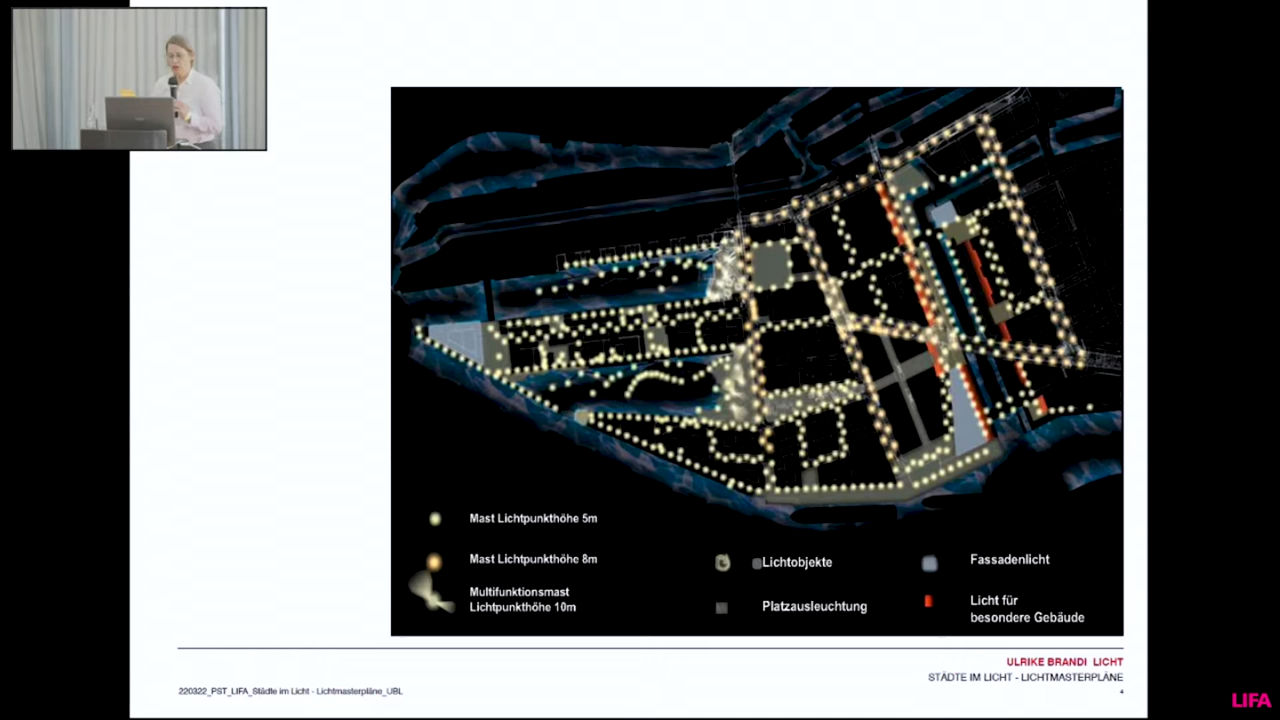 Mast Lichtpunkthöhe 5m
Mast Lichtpunkthöhe 8m
Multifunktionsmast
Lichtpunkthöhe 10m
Lichtobjekte
Platzausleuchtung
Fassadenlicht
Licht für
besondere Gebäude
ULRIKE BRANDI LICHT
STÄDTE IM LICHT - LICHTMASTERPLÄNE
220322_PST_LIFA_Städte im Licht - Lichtmasterpläne_UBL
4
LIFA